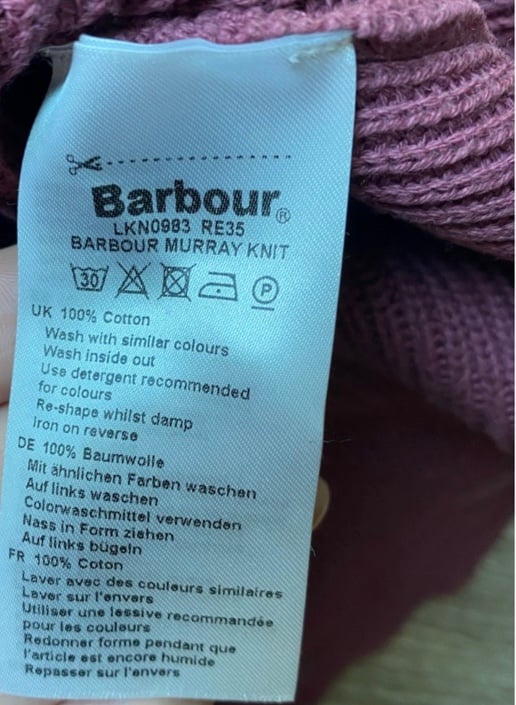 Barbour®
LKN0983 RE35
BARBOUR MURRAY KNIT
30 P
UK 100% Cotton
Wash with similar colours
Wash inside out
Use detergent recommended
for colours
Re-shape whilst damp
Iron on reverse
DE 100% Baumwolle
Mit ähnlichen Farben waschen
Auf links waschen
Colorwaschmittel verwenden
Nass in Form ziehen
Auf links bügeln
FR 100% Coton
Laver avec des couleurs similaires
Laver sur l'envers
Utiliser une lessive recommandée
pour les couleurs
Redonner forme pendant que
l'article est encore humide
Repasser sur l'envers